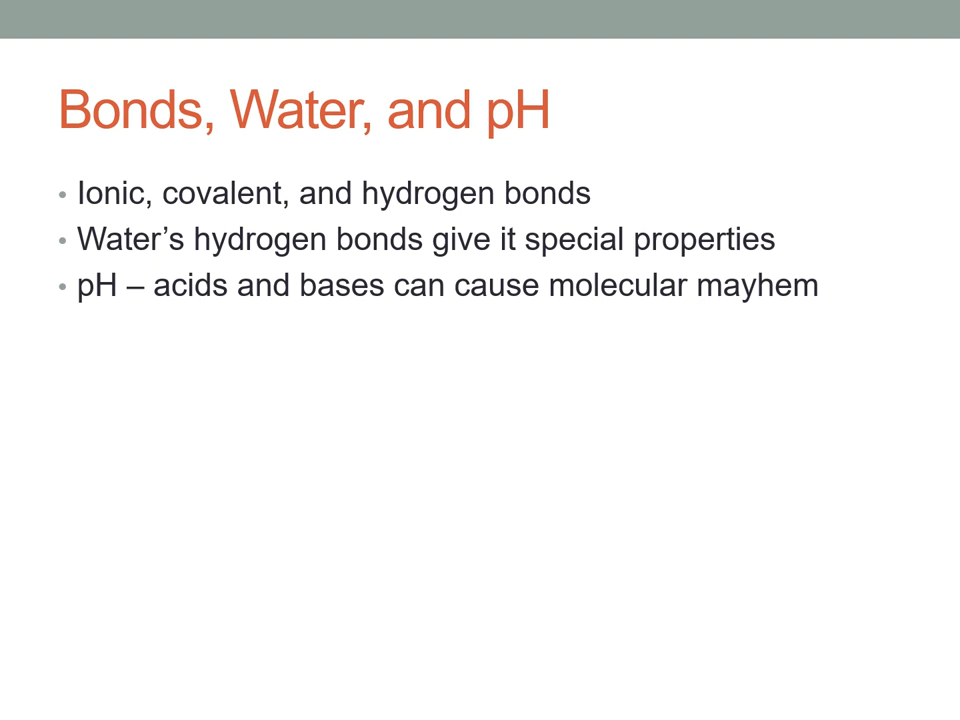 Bonds, Water, and pH
• Ionic, covalent, and hydrogen bonds
• Water’s hydrogen bonds give it special properties
• pH – acids and bases can cause molecular mayhem